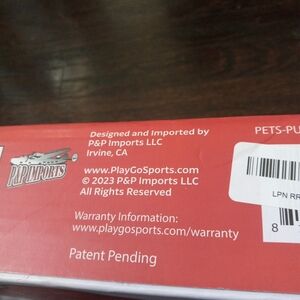 P&P IMPORTS
Designed and Imported by
P&P Imports LLC
Irvine, CA
www.PlayGoSports.com
© 2023 P&P Imports LLC
All Rights Reserved
Warranty Information:
www.playgosports.com/warranty
Patent Pending
PETS-PU
LPN RR
8